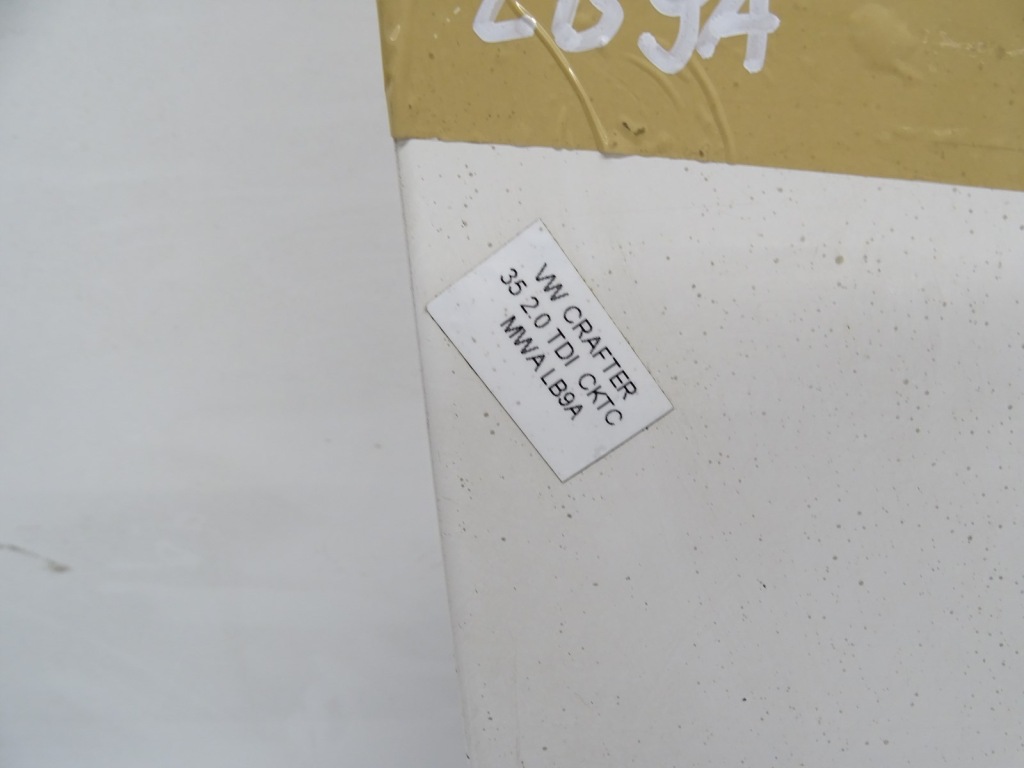 LB9A
VW CRAFTER
35 2.0 TDI CKTC
MWA LB9A